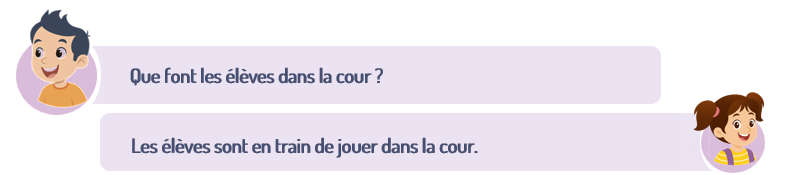 Que font les élèves dans la cour ?
Les élèves sont en train de jouer dans la cour.